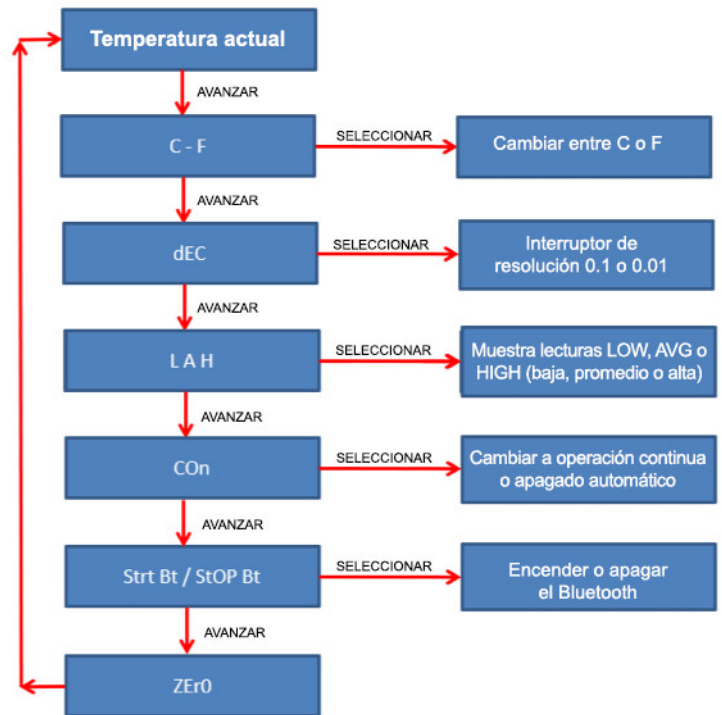 Temperatura actual
AVANZAR
C - F
SELECCIONAR
Cambiar entre C o F
AVANZAR
dEC
SELECCIONAR
Interruptor de
resolución 0.1 o 0.01
AVANZAR
L A H
SELECCIONAR
Muestra lecturas LOW, AVG o
HIGH (baja, promedio o alta)
AVANZAR
COn
SELECCIONAR
Cambiar a operación continua
o apagado automático
AVANZAR
Strt Bt / StOP Bt
SELECCIONAR
Encender o apagar
el Bluetooth
AVANZAR
ZEr0